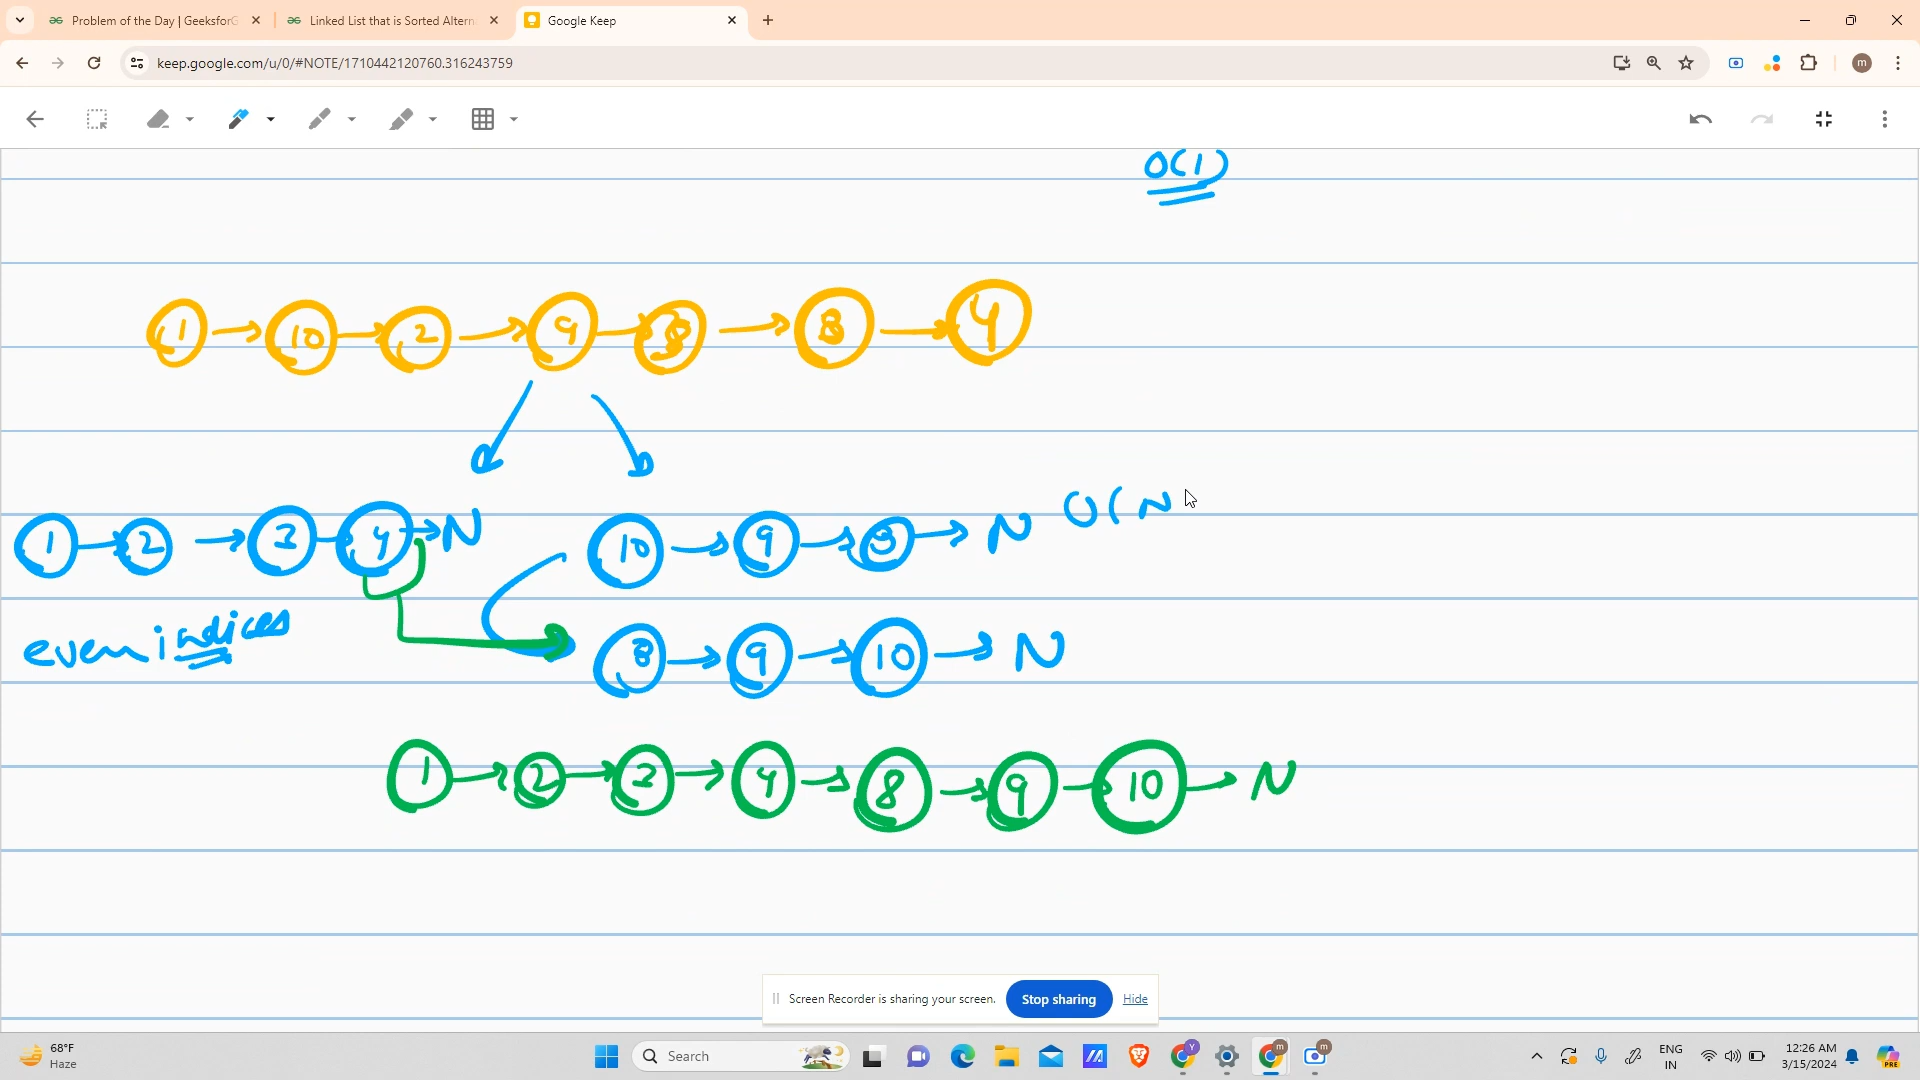 Problem of the Day | GeeksforG
Linked List that is Sorted Altern
Google Keep
keep.google.com/u/0/#NOTE/1710442120760.316243759
m
O(1)
1 → 10 → 2 → 9 → → 8 → 4
1 → 2 → 3 → 4 → N
10 → 9 → 8 → N O(N
even indices
8 → 9 → 10 → N
1 → 2 → 3 → 4 → 8 → 9 → 10 → N
Screen Recorder is sharing your screen. Stop sharing Hide
68°F
Haze
Search
ENG
IN
12:26 AM
3/15/2024
PRE